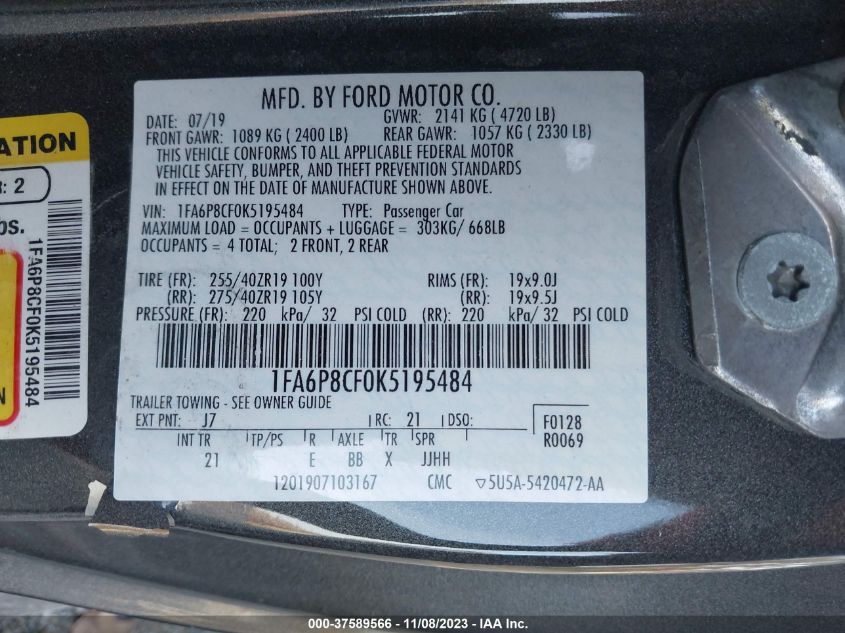 MFD. BY FORD MOTOR CO.
DATE: 07/19 GVWR: 2141 KG ( 4720 LB)
FRONT GAWR: 1089 KG ( 2400 LB) REAR GAWR: 1057 KG ( 2330 LB)
THIS VEHICLE CONFORMS TO ALL APPLICABLE FEDERAL MOTOR
VEHICLE SAFETY, BUMPER, AND THEFT PREVENTION STANDARDS
IN EFFECT ON THE DATE OF MANUFACTURE SHOWN ABOVE.
VIN: 1FA6P8CF0K5195484 TYPE: Passenger Car
MAXIMUM LOAD = OCCUPANTS + LUGGAGE = 303KG/ 668LB
OCCUPANTS = 4 TOTAL; 2 FRONT, 2 REAR
TIRE (FR): 255/40ZR19 100Y RIMS (FR): 19x9.0J
(RR): 275/40ZR19 105Y (RR): 19x9.5J
PRESSURE (FR): 220 kPa/ 32 PSI COLD (RR): 220 kPa/ 32 PSI COLD
1FA6P8CF0K5195484
TRAILER TOWING - SEE OWNER GUIDE
EXT PNT: J7 RC: 21 DSO: F0128
R0069
INT TR TP/PS R AXLE TR SPR
21 E BB X JJHH
1201907103167 CMC ▽5U5A-5420472-AA
ATION
: 2
bs.
1FA6P8CF0K5195484
N
000-37589566 - 11/08/2023 - IAA Inc.